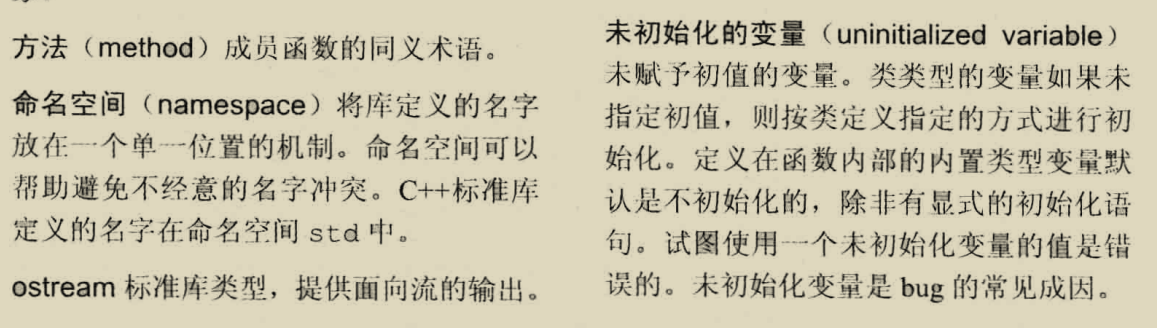 方法（method）成员函数的同义术语。
命名空间（namespace）将库定义的名字
放在一个单一位置的机制。命名空间可以
帮助避免不经意的名字冲突。C++标准库
定义的名字在命名空间 std 中。
ostream 标准库类型，提供面向流的输出。
未初始化的变量（uninitialized variable）
未赋予初值的变量。类类型的变量如果未
指定初值，则按类定义指定的方式进行初
始化。定义在函数内部的内置类型变量默
认是不初始化的，除非有显式的初始化语
句。试图使用一个未初始化变量的值是错
误的。未初始化变量是 bug 的常见成因。